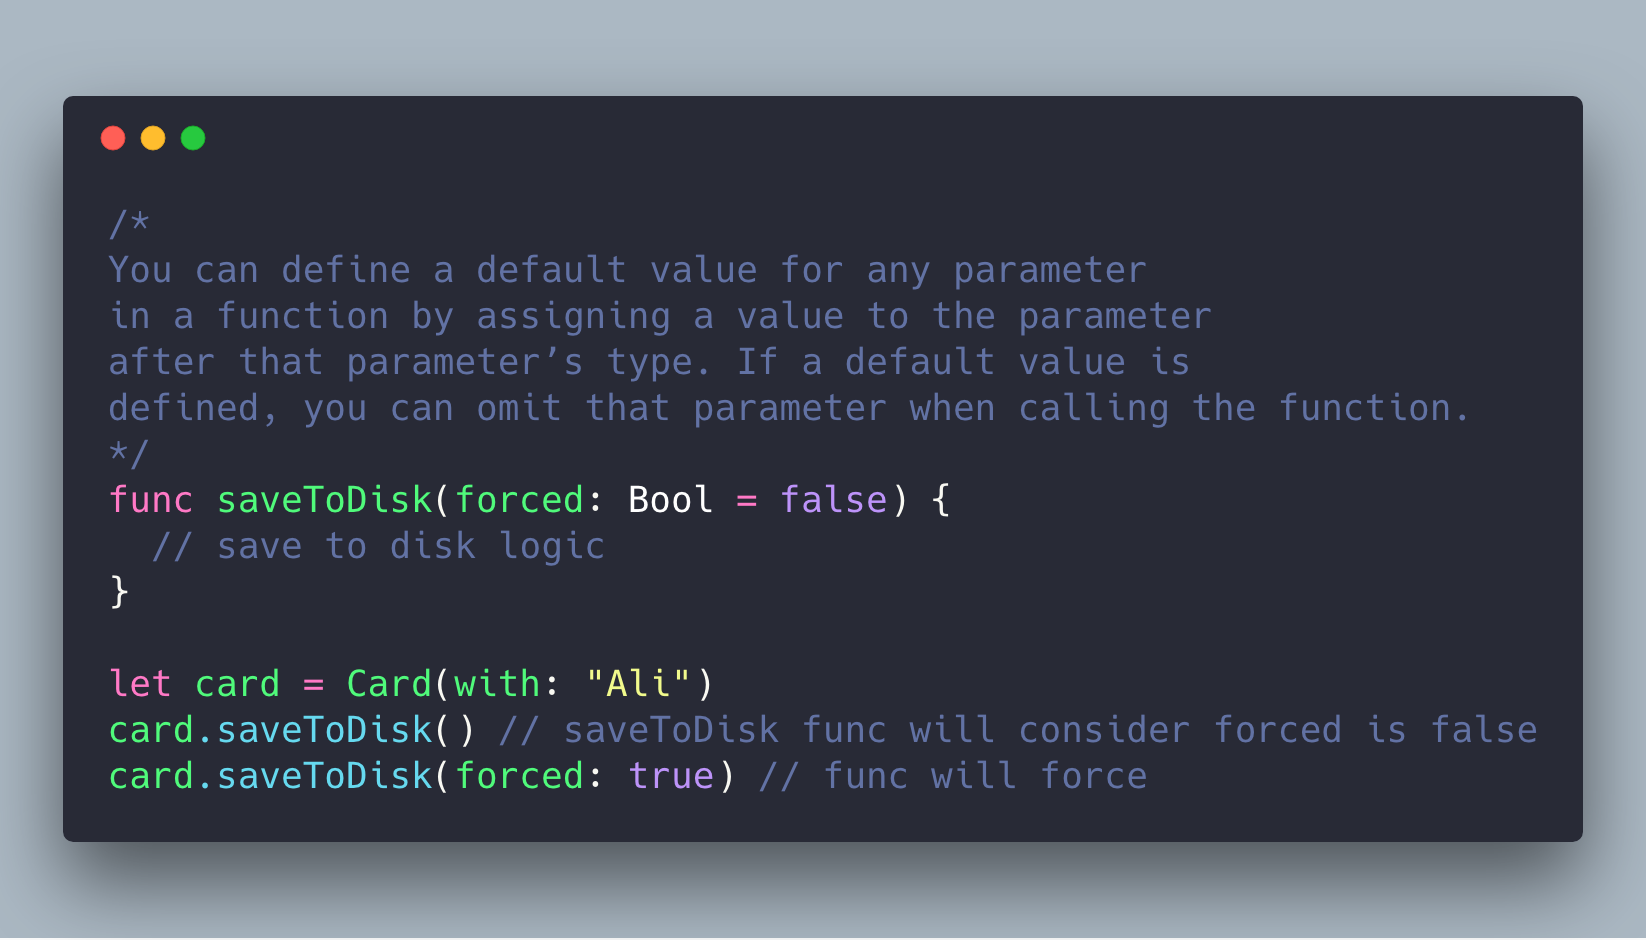 /*
You can define a default value for any parameter
in a function by assigning a value to the parameter
after that parameter’s type. If a default value is
defined, you can omit that parameter when calling the function.
*/
func saveToDisk(forced: Bool = false) {
  // save to disk logic
}

let card = Card(with: "Ali")
card.saveToDisk() // saveToDisk func will consider forced is false
card.saveToDisk(forced: true) // func will force